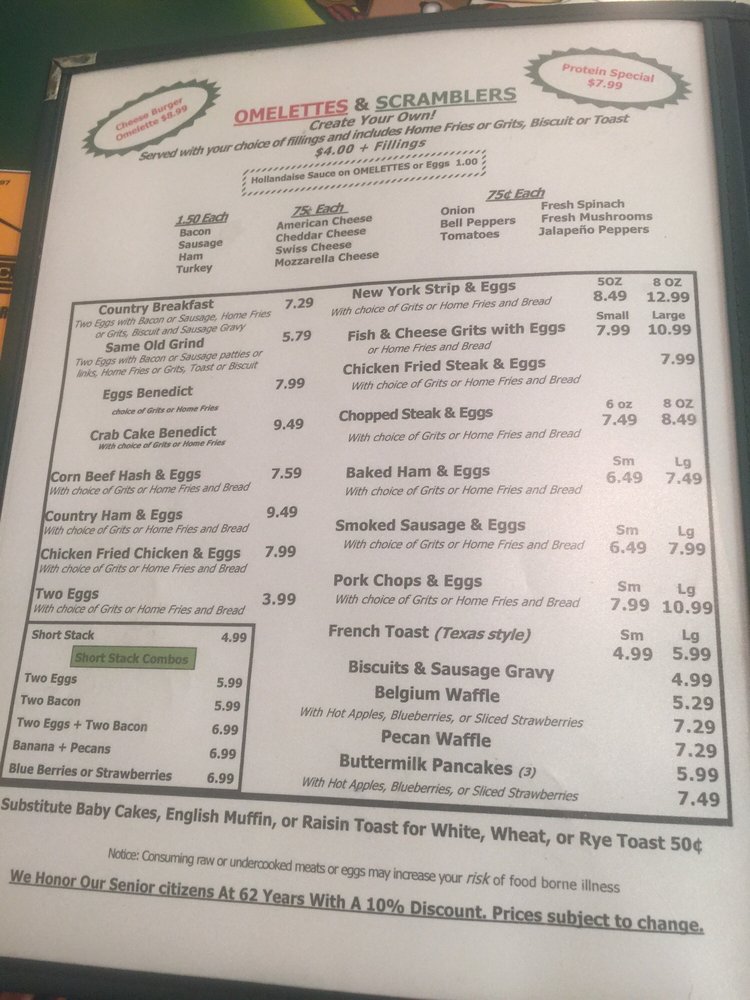 Cheese Burger
Omelette $8.99
Protein Special
$7.99
OMELETTES & SCRAMBLERS
Create Your Own!
Served with your choice of fillings and includes Home Fries or Grits, Biscuit or Toast
$4.00 + Fillings
Hollandaise Sauce on OMELETTES or Eggs 1.00
1.50 Each
Bacon
Sausage
Ham
Turkey
75¢ Each
American Cheese
Cheddar Cheese
Swiss Cheese
Mozzarella Cheese
75¢ Each
Onion
Bell Peppers
Tomatoes
Fresh Spinach
Fresh Mushrooms
Jalapeño Peppers
Country Breakfast 7.29
Two Eggs with Bacon or Sausage, Home Fries
or Grits, Biscuit and Sausage Gravy
Same Old Grind 5.79
Two Eggs with Bacon or Sausage patties or
links, Home Fries or Grits, Toast or Biscuit
Eggs Benedict 7.99
choice of Grits or Home Fries
Crab Cake Benedict 9.49
With choice of Grits or Home Fries
Corn Beef Hash & Eggs 7.59
With choice of Grits or Home Fries and Bread
Country Ham & Eggs 9.49
With choice of Grits or Home Fries and Bread
Chicken Fried Chicken & Eggs 7.99
With choice of Grits or Home Fries and Bread
Two Eggs 3.99
With choice of Grits or Home Fries and Bread
Short Stack 4.99
Short Stack Combos
Two Eggs 5.99
Two Bacon 5.99
Two Eggs + Two Bacon 6.99
Banana + Pecans 6.99
Blue Berries or Strawberries 6.99
5OZ 8 OZ
New York Strip & Eggs 8.49 12.99
With choice of Grits or Home Fries and Bread
Small Large
Fish & Cheese Grits with Eggs 7.99 10.99
or Home Fries and Bread
Chicken Fried Steak & Eggs 7.99
With choice of Grits or Home Fries and Bread
6 oz 8 OZ
Chopped Steak & Eggs 7.49 8.49
With choice of Grits or Home Fries and Bread
Sm Lg
Baked Ham & Eggs 6.49 7.49
With choice of Grits or Home Fries and Bread
Smoked Sausage & Eggs Sm Lg
With choice of Grits or Home Fries and Bread 6.49 7.99
Pork Chops & Eggs Sm Lg
With choice of Grits or Home Fries and Bread 7.99 10.99
French Toast (Texas style) Sm Lg
4.99 5.99
Biscuits & Sausage Gravy 4.99
Belgium Waffle 5.29
With Hot Apples, Blueberries, or Sliced Strawberries 7.29
Pecan Waffle 7.29
Buttermilk Pancakes (3) 5.99
With Hot Apples, Blueberries, or Sliced Strawberries 7.49
Substitute Baby Cakes, English Muffin, or Raisin Toast for White, Wheat, or Rye Toast 50¢
Notice: Consuming raw or undercooked meats or eggs may increase your risk of food borne illness
We Honor Our Senior citizens At 62 Years With A 10% Discount. Prices subject to change.